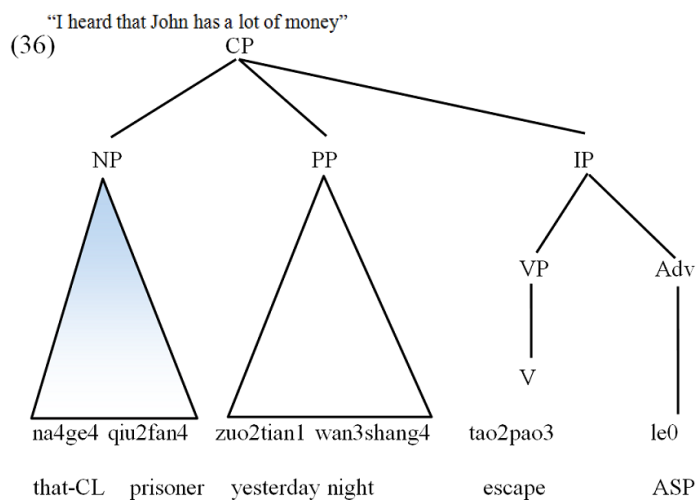 “I heard that John has a lot of money”
(36) CP
NP PP IP
VP Adv
V
na4ge4 qiu2fan4 zuo2tian1 wan3shang4 tao2pao3 le0
that-CL prisoner yesterday night escape ASP